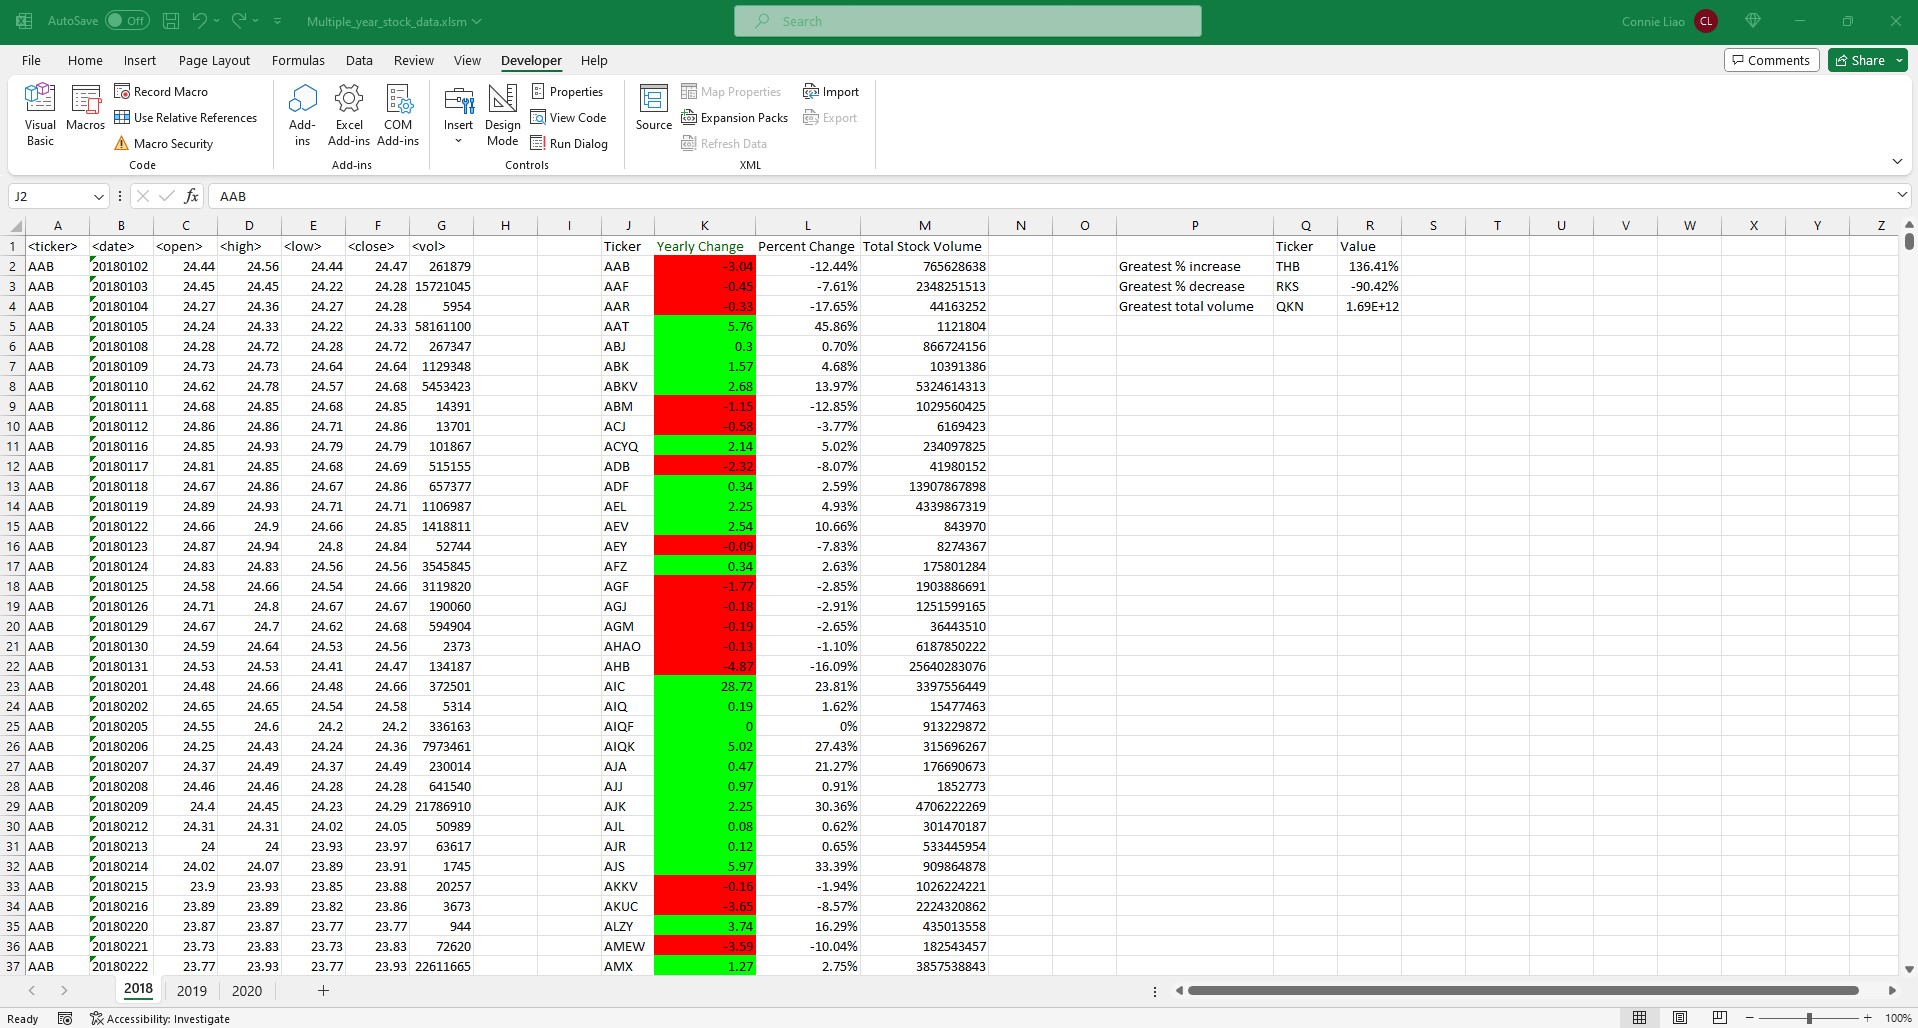 AutoSave Off Multiple_year_stock_data.xlsm Search Connie Liao CL
File Home Insert Page Layout Formulas Data Review View Developer Help Comments Share
Visual Basic Macros Record Macro Use Relative References Macro Security Code
Add-ins Excel Add-ins COM Add-ins Add-ins
Insert Design Mode Properties View Code Run Dialog Controls
Source Map Properties Expansion Packs Refresh Data Import Export XML
J2 fx AAB
A B C D E F G H I J K L M N O P Q R S T U V W X Y Z
1 <ticker> <date> <open> <high> <low> <close> <vol> Ticker Yearly Change Percent Change Total Stock Volume Ticker Value
2 AAB 20180102 24.44 24.56 24.44 24.47 261879 AAB -3.04 -12.44% 765628638 Greatest % increase THB 136.41%
3 AAB 20180103 24.45 24.45 24.22 24.28 15721045 AAF -0.45 -7.61% 2348251513 Greatest % decrease RKS -90.42%
4 AAB 20180104 24.27 24.36 24.27 24.28 5954 AAR -0.33 -17.65% 44163252 Greatest total volume QKN 1.69E+12
5 AAB 20180105 24.24 24.33 24.22 24.33 58161100 AAT 5.76 45.86% 1121804
6 AAB 20180108 24.28 24.72 24.28 24.72 267347 ABJ 0.3 0.70% 866724156
7 AAB 20180109 24.73 24.73 24.64 24.64 1129348 ABK 1.57 4.68% 10391386
8 AAB 20180110 24.62 24.78 24.57 24.68 5453423 ABKV 2.68 13.97% 5324614313
9 AAB 20180111 24.68 24.85 24.68 24.85 14391 ABM -1.15 -12.85% 1029560425
10 AAB 20180112 24.86 24.86 24.71 24.86 13701 ACJ -0.58 -3.77% 6169423
11 AAB 20180116 24.85 24.93 24.79 24.79 101867 ACYQ 2.14 5.02% 234097825
12 AAB 20180117 24.81 24.85 24.68 24.69 515155 ADB -2.32 -8.07% 41980152
13 AAB 20180118 24.67 24.86 24.67 24.86 657377 ADF 0.34 2.59% 13907867898
14 AAB 20180119 24.89 24.93 24.71 24.71 1106987 AEL 2.25 4.93% 4339867319
15 AAB 20180122 24.66 24.9 24.66 24.85 1418811 AEV 2.54 10.66% 843970
16 AAB 20180123 24.87 24.94 24.8 24.84 52744 AEY -0.09 -7.83% 8274367
17 AAB 20180124 24.83 24.83 24.56 24.56 3545845 AFZ 0.34 2.63% 175801284
18 AAB 20180125 24.58 24.66 24.54 24.66 3119820 AGF -1.77 -2.85% 1903886691
19 AAB 20180126 24.71 24.8 24.67 24.67 190060 AGJ -0.18 -2.91% 1251599165
20 AAB 20180129 24.67 24.7 24.62 24.68 594904 AGM -0.19 -2.65% 36443510
21 AAB 20180130 24.59 24.64 24.53 24.56 2373 AHAO -0.13 -1.10% 6187850222
22 AAB 20180131 24.53 24.53 24.41 24.47 134187 AHB -4.87 -16.09% 25640283076
23 AAB 20180201 24.48 24.66 24.48 24.66 372501 AIC 28.72 23.81% 3397556449
24 AAB 20180202 24.65 24.65 24.54 24.58 5314 AIQ 0.19 1.62% 15477463
25 AAB 20180205 24.55 24.6 24.2 24.2 336163 AIQF 0 0% 913229872
26 AAB 20180206 24.25 24.43 24.24 24.36 7973461 AIQK 5.02 27.43% 315696267
27 AAB 20180207 24.37 24.49 24.37 24.49 230014 AJA 0.47 21.27% 176690673
28 AAB 20180208 24.46 24.46 24.28 24.28 641540 AJJ 0.97 0.91% 1852773
29 AAB 20180209 24.4 24.45 24.23 24.29 21786910 AJK 2.25 30.36% 4706222269
30 AAB 20180212 24.31 24.31 24.02 24.05 50989 AJL 0.08 0.62% 301470187
31 AAB 20180213 24 24 23.93 23.97 63617 AJR 0.12 0.65% 533445954
32 AAB 20180214 24.02 24.07 23.89 23.91 1745 AJS 5.97 33.39% 909864878
33 AAB 20180215 23.9 23.93 23.85 23.88 20257 AKKV -0.16 -1.94% 1026224221
34 AAB 20180216 23.89 23.89 23.82 23.86 3673 AKUC -3.65 -8.57% 2224320862
35 AAB 20180220 23.87 23.87 23.77 23.77 944 ALZY 3.74 16.29% 435013558
36 AAB 20180221 23.73 23.83 23.73 23.83 72620 AMEW -3.59 -10.04% 182543457
37 AAB 20180222 23.77 23.93 23.77 23.93 22611665 AMX 1.27 2.75% 3857538843
2018 2019 2020
Ready Accessibility: Investigate 100%